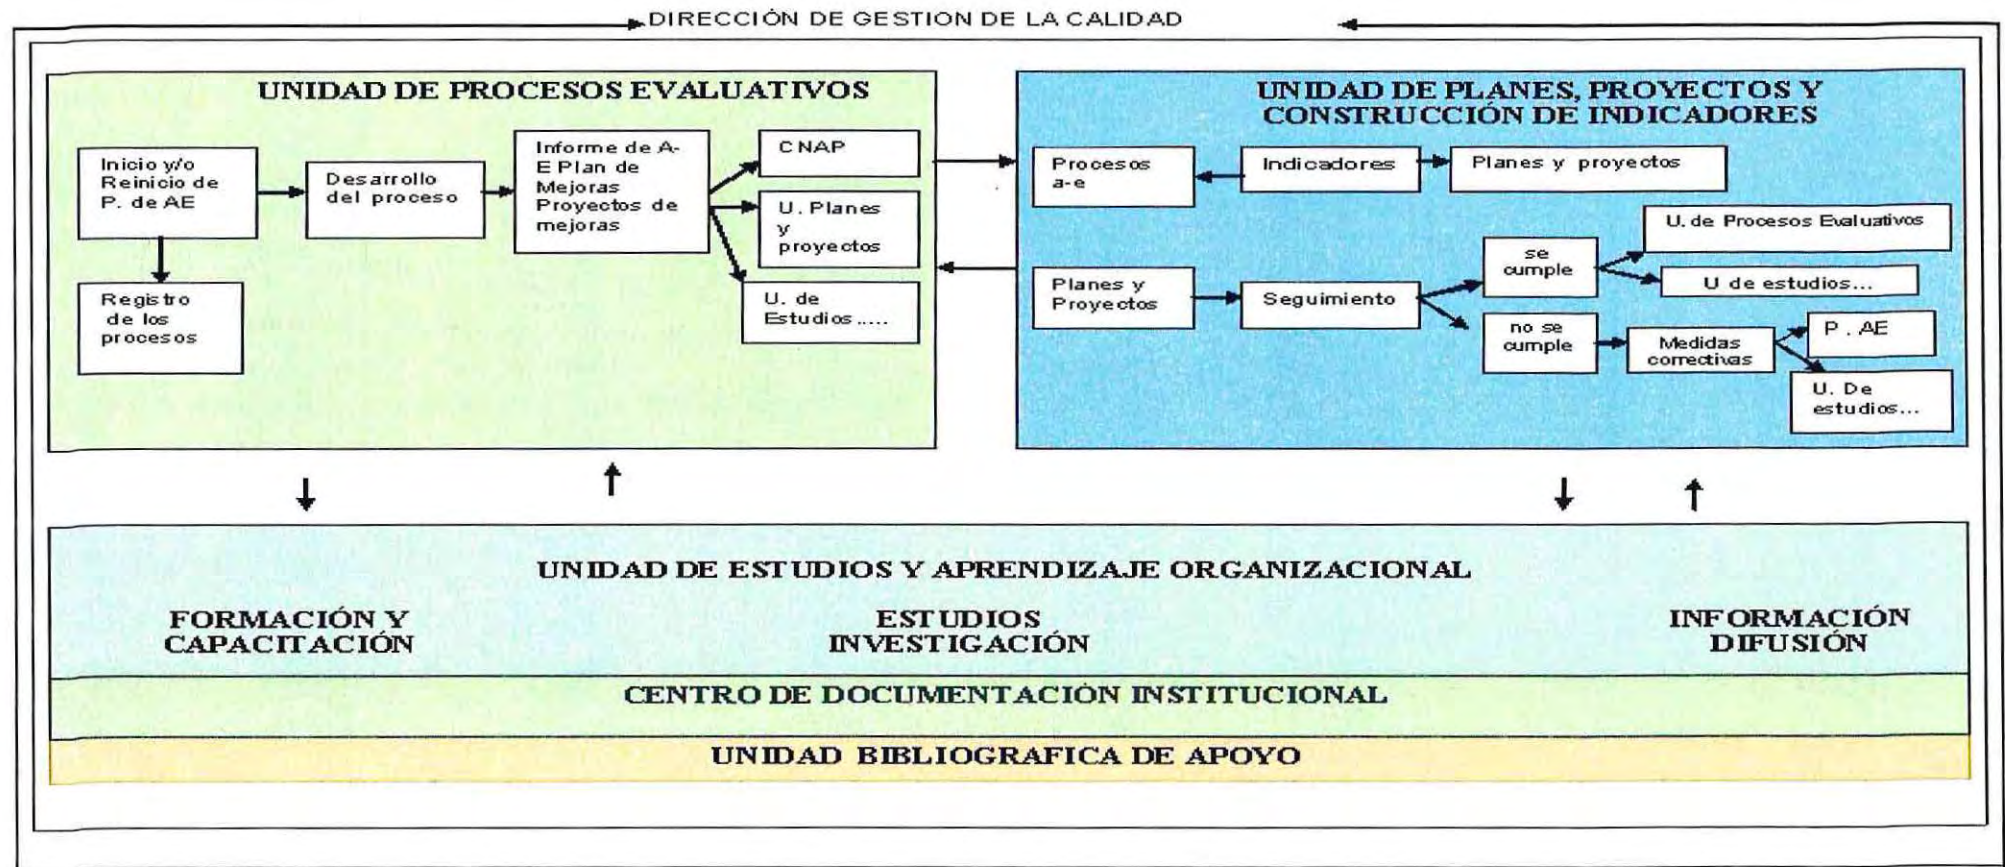 DIRECCIÓN DE GESTION DE LA CALIDAD
UNIDAD DE PROCESOS EVALUATIVOS
Inicio y/o
Reinicio de
P. de AE
Desarrollo
del proceso
Informe de A-
E Plan de
Mejoras
Proyectos de
mejoras
CNAP
U. Planes
y
proyectos
U. de
Estudios.....
Registro
de los
procesos
UNIDAD DE PLANES, PROYECTOS Y
CONSTRUCCIÓN DE INDICADORES
Procesos
a-e
Indicadores
Planes y proyectos
U. de Procesos Evaluativos
se
cumple
U de estudios...
Planes y
Proyectos
Seguimiento
no se
cumple
Medidas
correctivas
P . AE
U. De
estudios...
UNIDAD DE ESTUDIOS Y APRENDIZAJE ORGANIZACIONAL
FORMACIÓN Y
CAPACITACIÓN
ESTUDIOS
INVESTIGACIÓN
INFORMACIÓN
DIFUSIÓN
CENTRO DE DOCUMENTACIÓN INSTITUCIONAL
UNIDAD BIBLIOGRAFICA DE APOYO